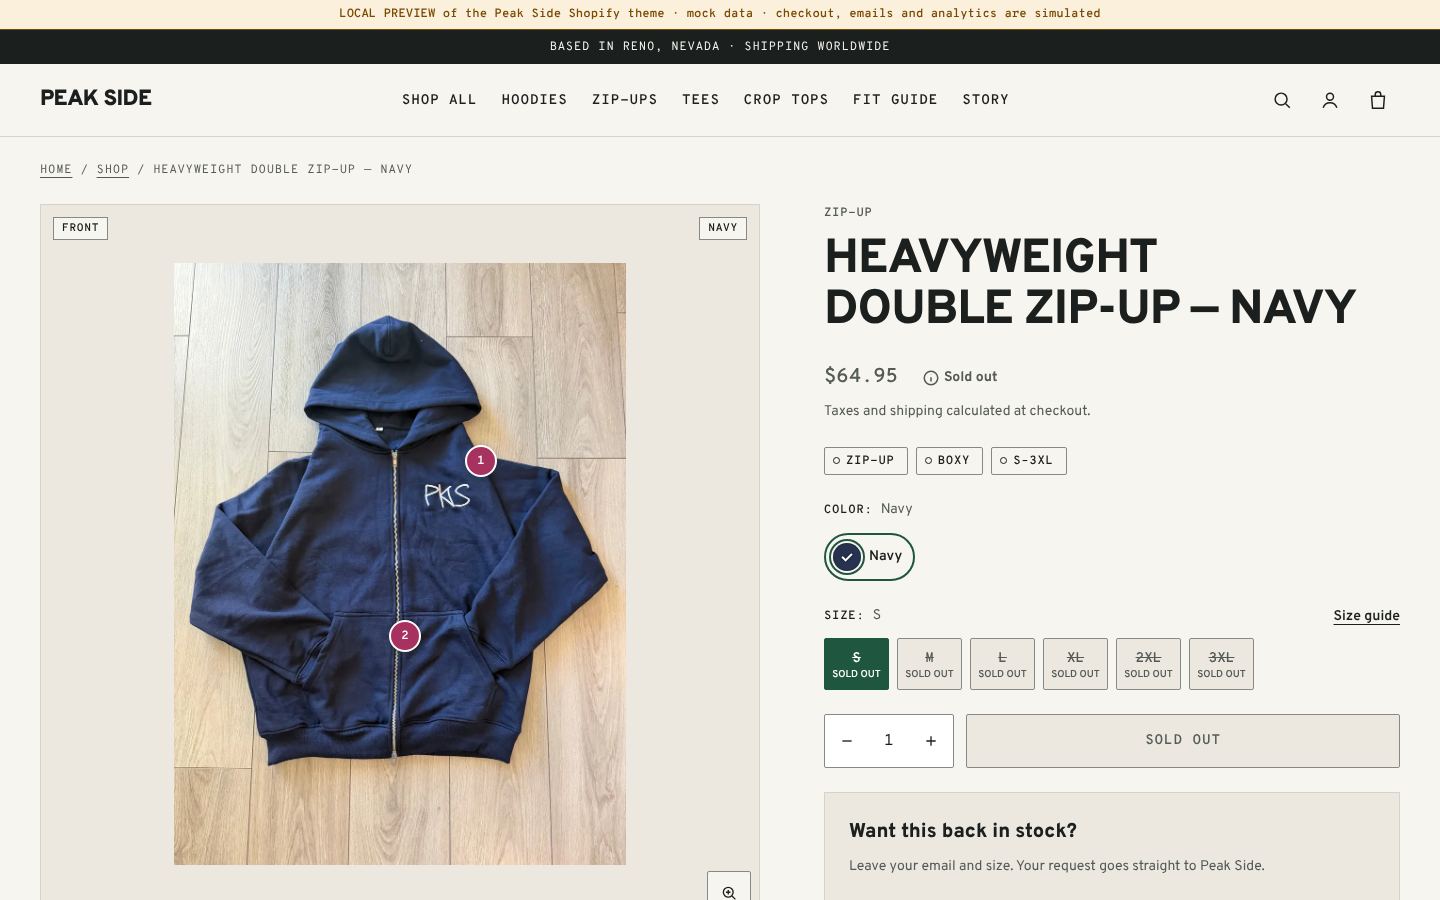 LOCAL PREVIEW of the Peak Side Shopify theme · mock data · checkout, emails and analytics are simulated
BASED IN RENO, NEVADA · SHIPPING WORLDWIDE
PEAK SIDE
SHOP ALL HOODIES ZIP-UPS TEES CROP TOPS FIT GUIDE STORY
HOME / SHOP / HEAVYWEIGHT DOUBLE ZIP-UP — NAVY
FRONT
NAVY
1
PKS
2
ZIP-UP
HEAVYWEIGHT
DOUBLE ZIP-UP — NAVY
$64.95 Sold out
Taxes and shipping calculated at checkout.
ZIP-UP BOXY S-3XL
COLOR: Navy
Navy
SIZE: S Size guide
S M L XL 2XL 3XL
SOLD OUT SOLD OUT SOLD OUT SOLD OUT SOLD OUT SOLD OUT
− 1 + SOLD OUT
Want this back in stock?
Leave your email and size. Your request goes straight to Peak Side.